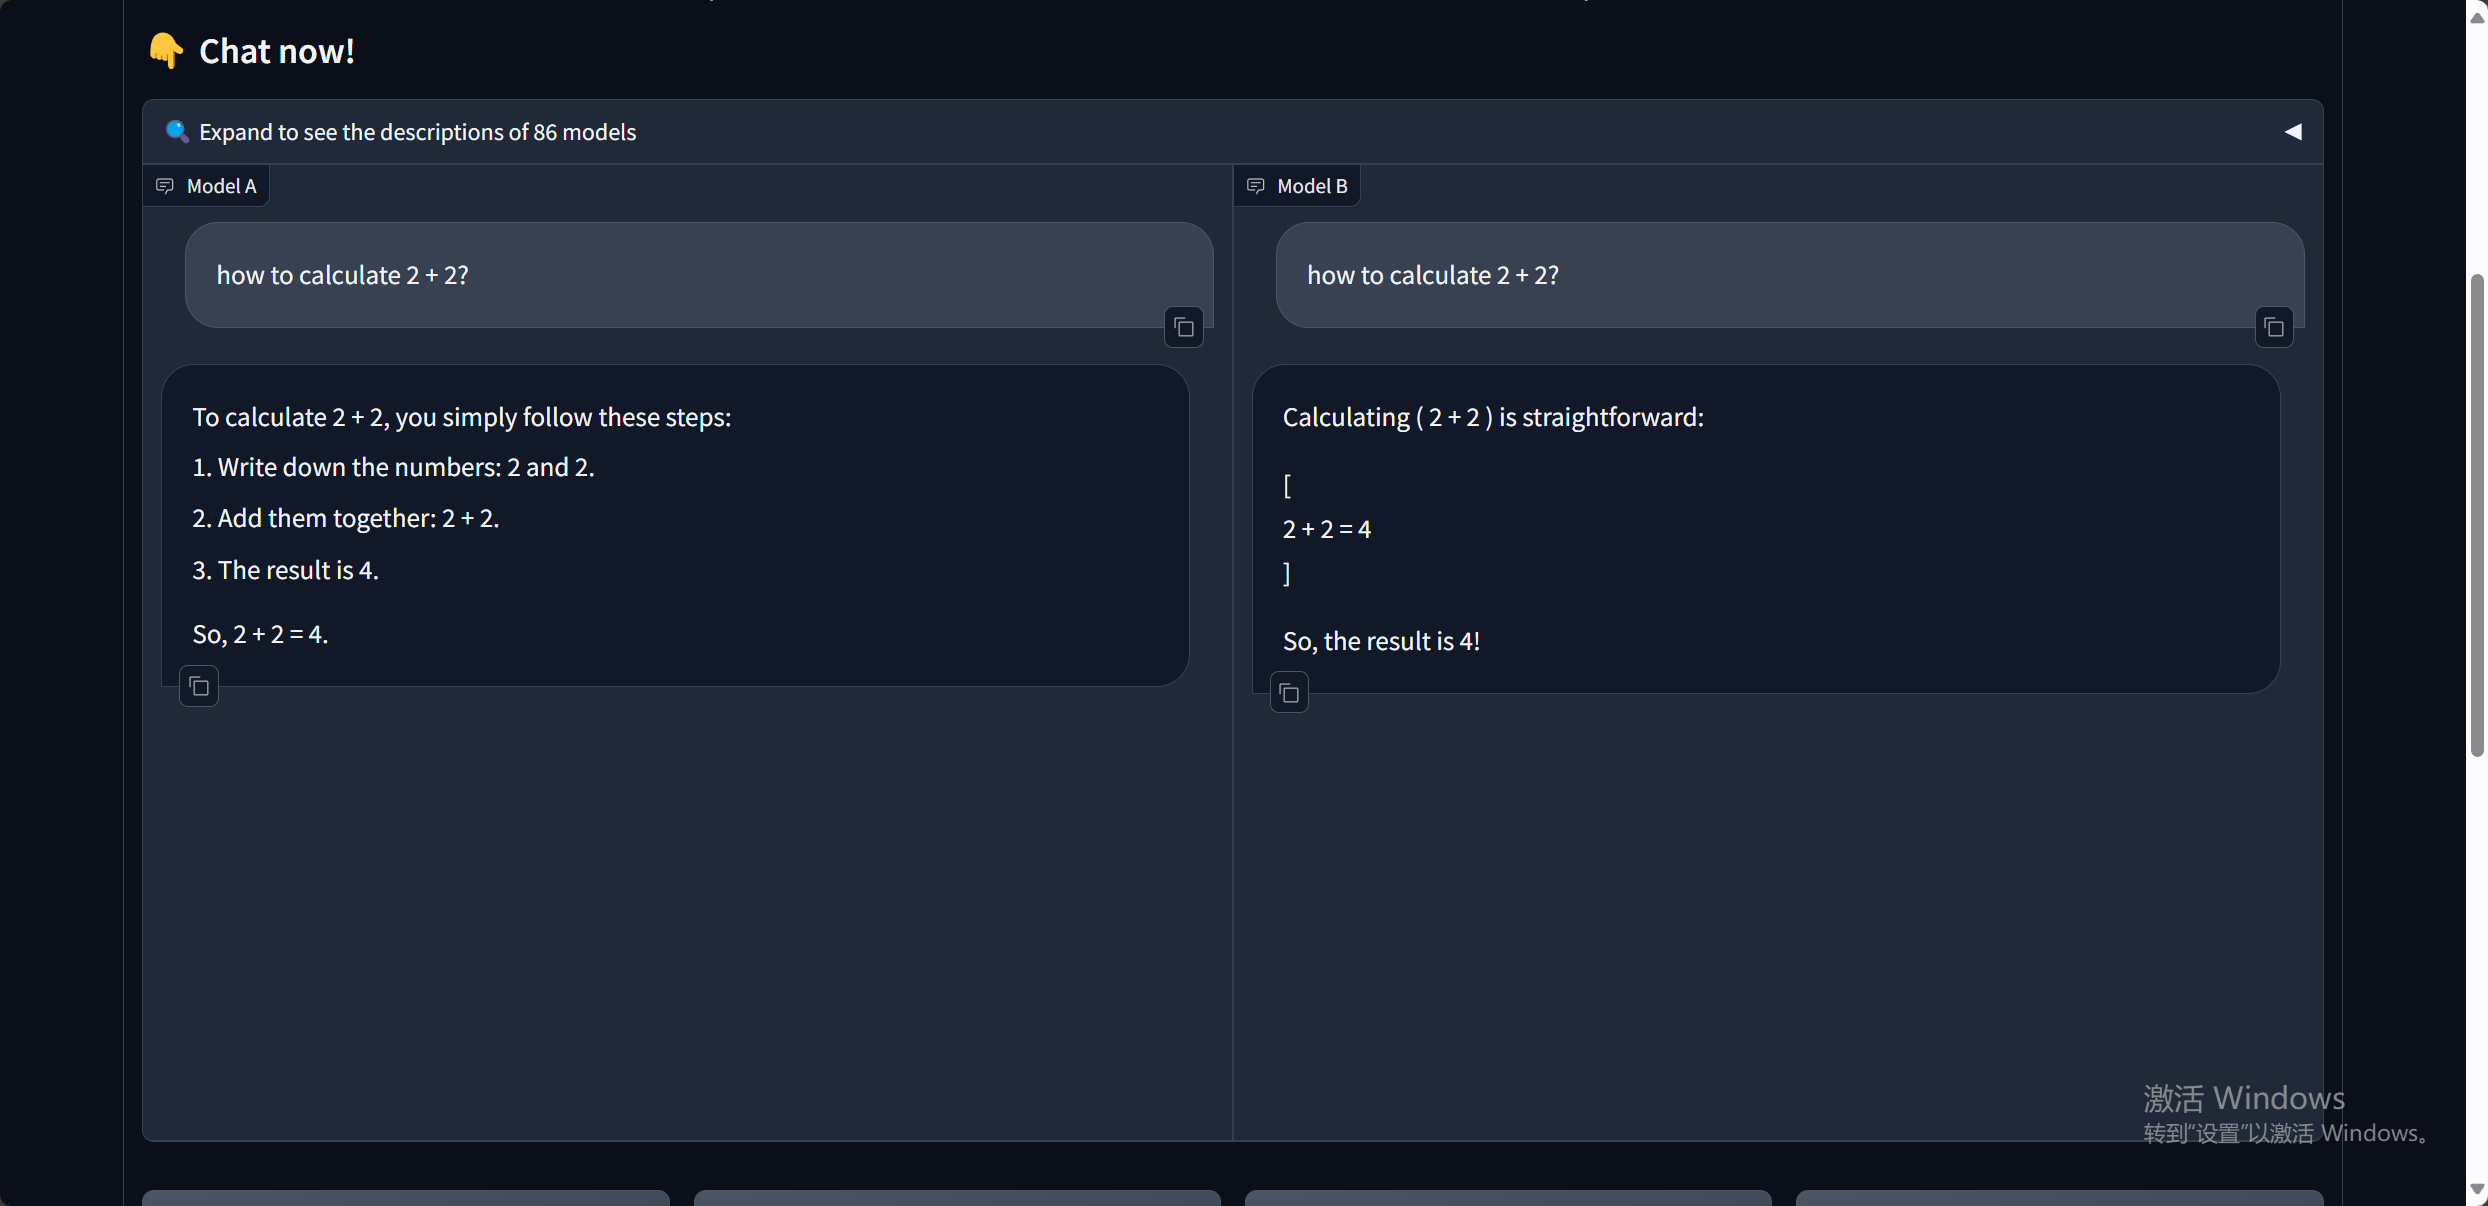 Chat now!
Expand to see the descriptions of 86 models
Model A
how to calculate 2 + 2?
To calculate 2 + 2, you simply follow these steps:
1. Write down the numbers: 2 and 2.
2. Add them together: 2 + 2.
3. The result is 4.
So, 2 + 2 = 4.
Model B
how to calculate 2 + 2?
Calculating ( 2 + 2 ) is straightforward:
[
2 + 2 = 4
]
So, the result is 4!
激活 Windows
转到“设置”以激活 Windows。